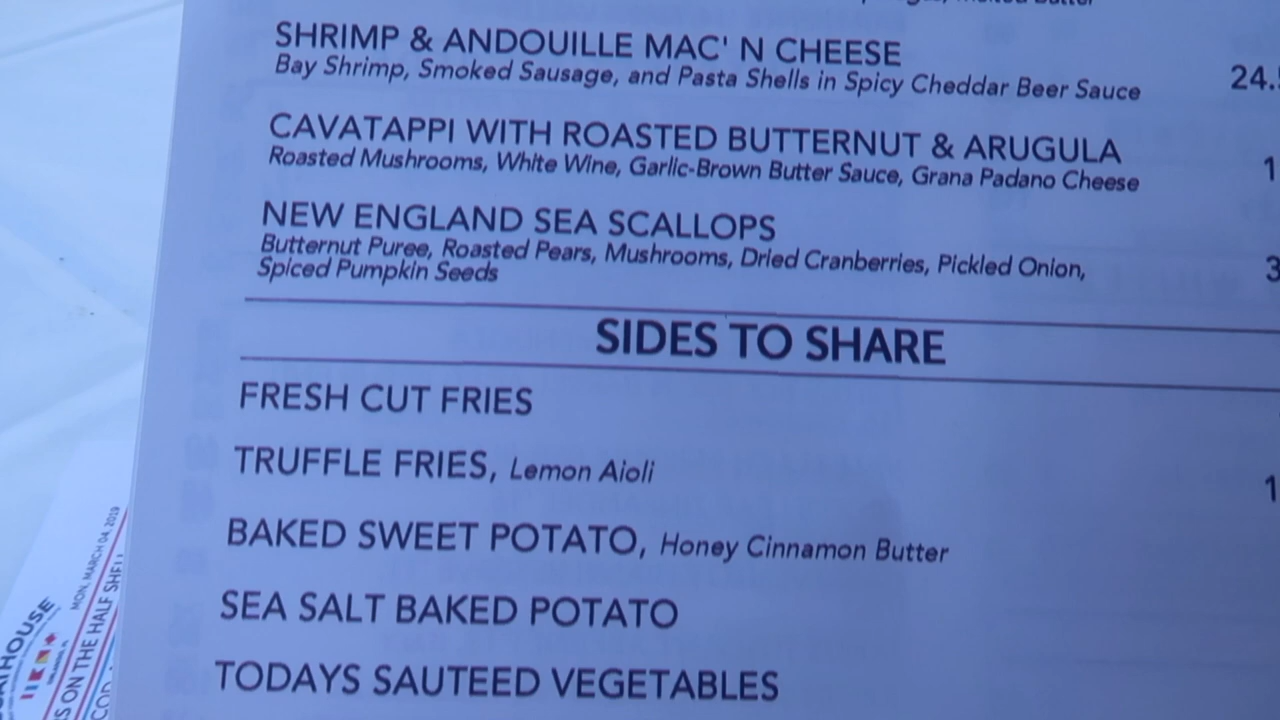 SHRIMP & ANDOUILLE MAC' N CHEESE
Bay Shrimp, Smoked Sausage, and Pasta Shells in Spicy Cheddar Beer Sauce
24.
CAVATAPPI WITH ROASTED BUTTERNUT & ARUGULA
Roasted Mushrooms, White Wine, Garlic-Brown Butter Sauce, Grana Padano Cheese
1
NEW ENGLAND SEA SCALLOPS
Butternut Puree, Roasted Pears, Mushrooms, Dried Cranberries, Pickled Onion,
Spiced Pumpkin Seeds
3
SIDES TO SHARE
FRESH CUT FRIES
TRUFFLE FRIES, Lemon Aioli
1
BAKED SWEET POTATO, Honey Cinnamon Butter
SEA SALT BAKED POTATO
TODAYS SAUTEED VEGETABLES
MON, MARCH 04, 2019
ON THE HALF SHELL